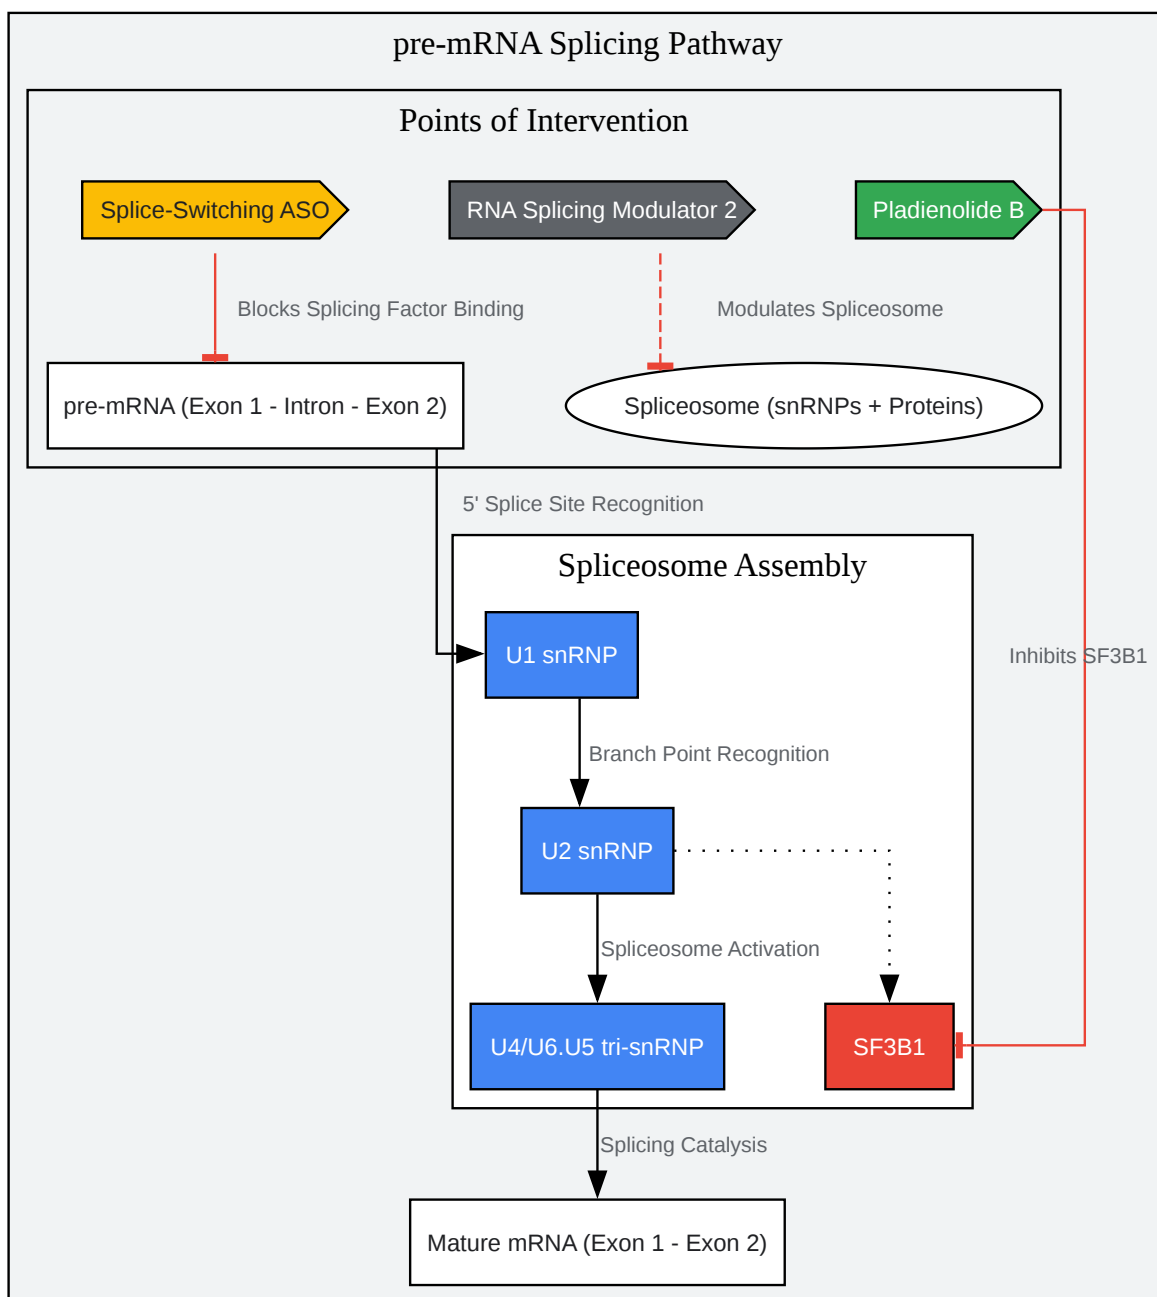 pre-mRNA Splicing Pathway
Points of Intervention
Splice-Switching ASO
RNA Splicing Modulator 2
Pladienolide B
Blocks Splicing Factor Binding
Modulates Spliceosome
pre-mRNA (Exon 1 - Intron - Exon 2)
Spliceosome (snRNPs + Proteins)
5' Splice Site Recognition
Spliceosome Assembly
U1 snRNP
Inhibits SF3B1
Branch Point Recognition
U2 snRNP
Spliceosome Activation
U4/U6.U5 tri-snRNP
SF3B1
Splicing Catalysis
Mature mRNA (Exon 1 - Exon 2)